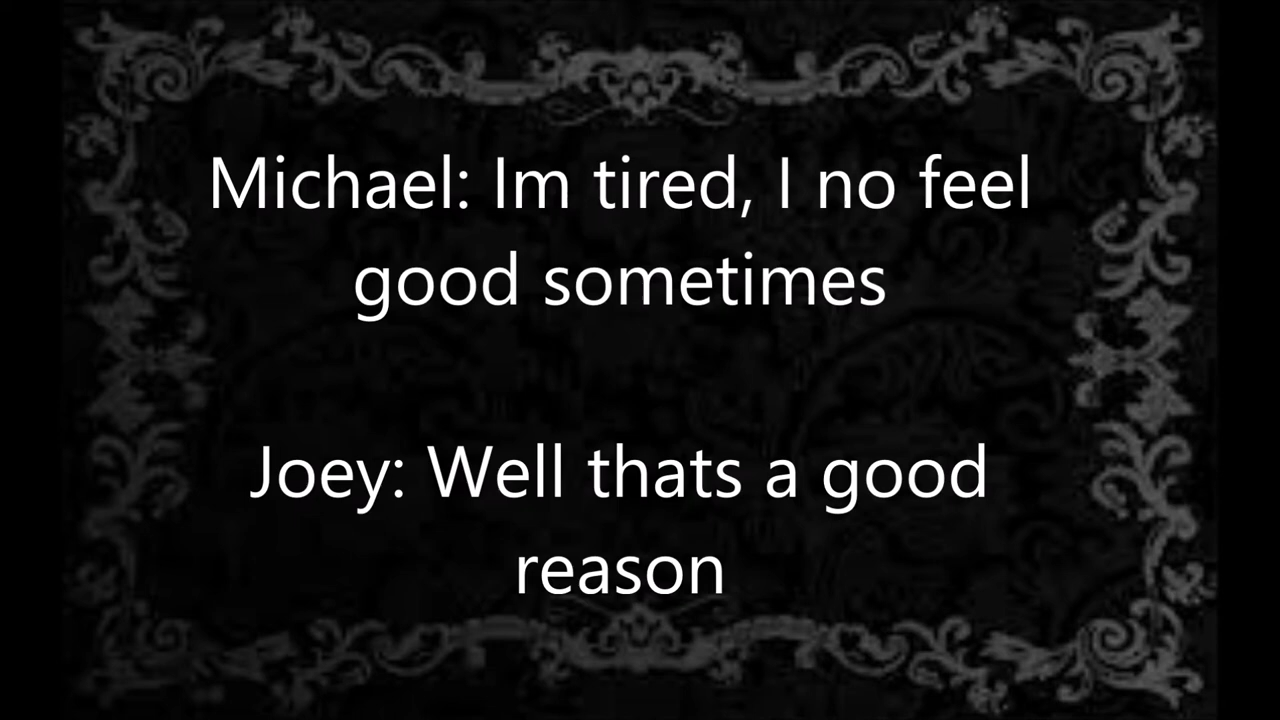 Michael: Im tired, I no feel
good sometimes
Joey: Well thats a good
reason